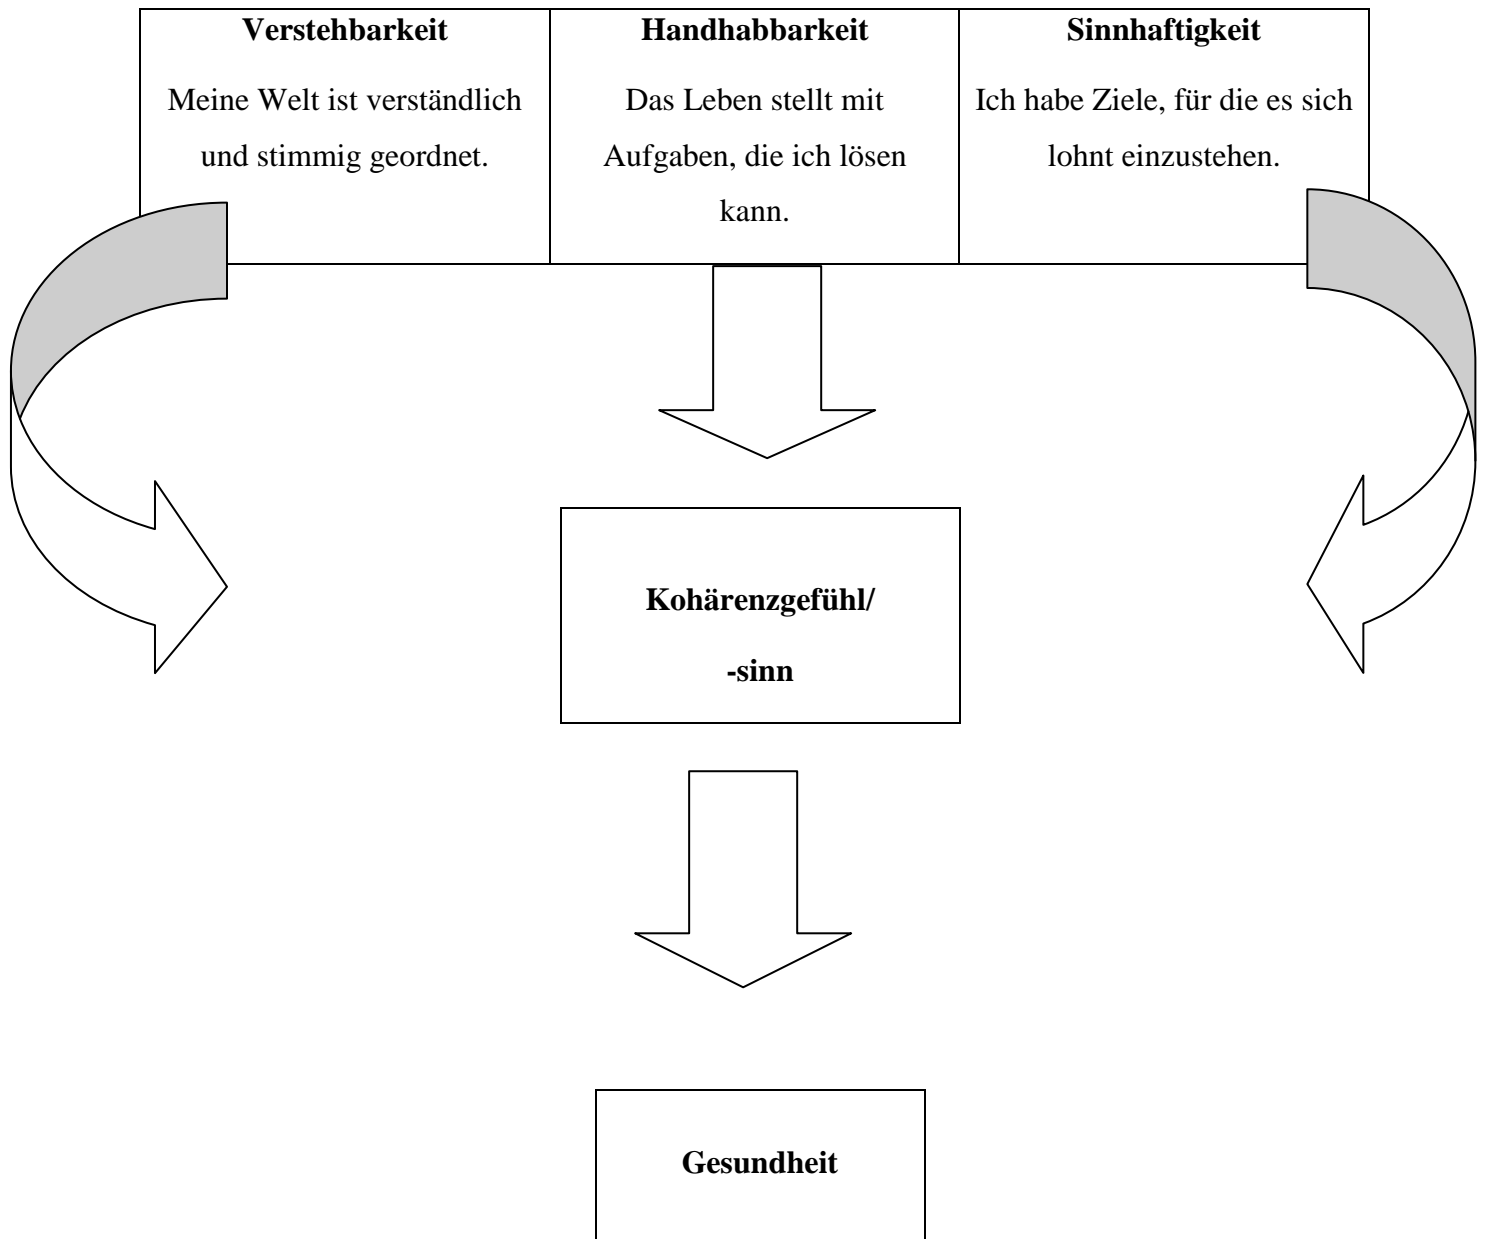 Verstehbarkeit
Meine Welt ist verständlich
und stimmig geordnet.
Handhabbarkeit
Das Leben stellt mit
Aufgaben, die ich lösen
kann.
Sinnhaftigkeit
Ich habe Ziele, für die es sich
lohnt einzustehen.
Kohärenzgefühl/
-sinn
Gesundheit